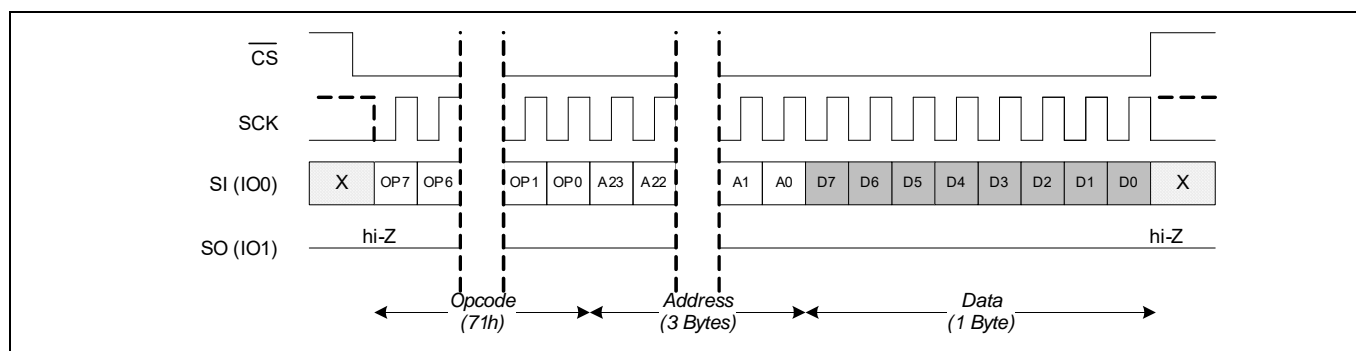 CS
SCK
SI (IO0) X OP7 OP6 OP1 OP0 A23 A22 A1 A0 D7 D6 D5 D4 D3 D2 D1 D0 X
hi-Z hi-Z
SO (IO1)
Opcode Address Data
(71h) (3 Bytes) (1 Byte)